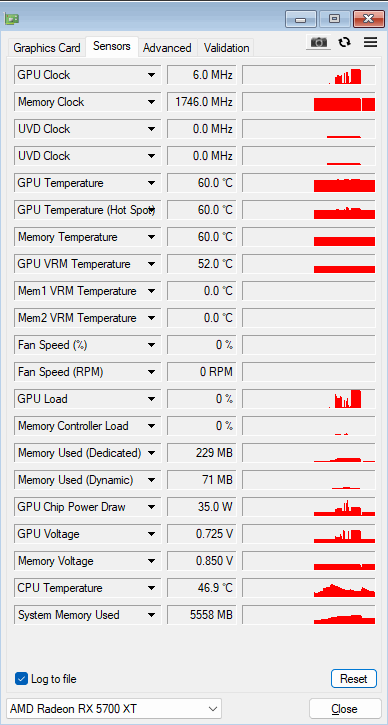 Graphics Card Sensors Advanced Validation
GPU Clock 6.0 MHz
Memory Clock 1746.0 MHz
UVD Clock 0.0 MHz
UVD Clock 0.0 MHz
GPU Temperature 60.0 °C
GPU Temperature (Hot Spot) 60.0 °C
Memory Temperature 60.0 °C
GPU VRM Temperature 52.0 °C
Mem1 VRM Temperature 0.0 °C
Mem2 VRM Temperature 0.0 °C
Fan Speed (%) 0 %
Fan Speed (RPM) 0 RPM
GPU Load 0 %
Memory Controller Load 0 %
Memory Used (Dedicated) 229 MB
Memory Used (Dynamic) 71 MB
GPU Chip Power Draw 35.0 W
GPU Voltage 0.725 V
Memory Voltage 0.850 V
CPU Temperature 46.9 °C
System Memory Used 5558 MB
Log to file Reset
AMD Radeon RX 5700 XT Close